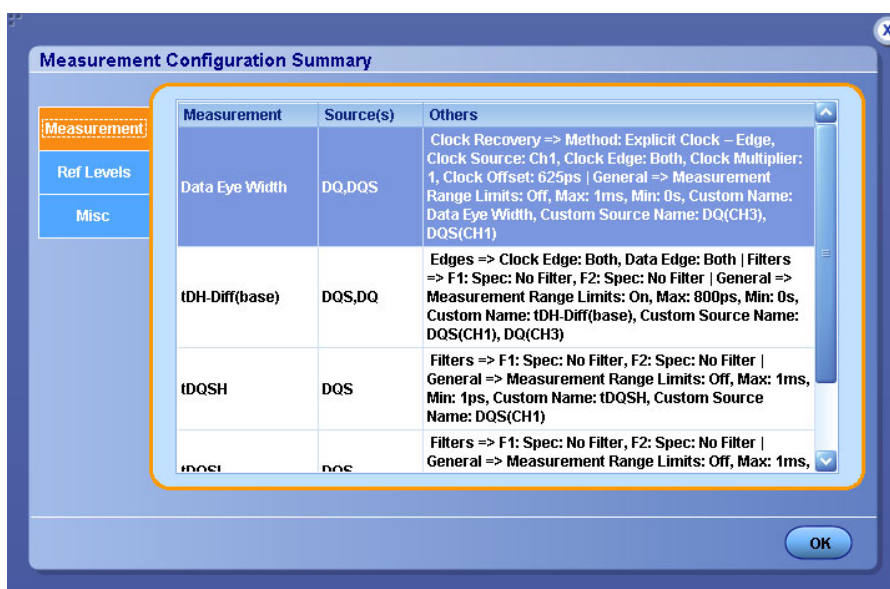 Measurement Configuration Summary
Measurement
Ref Levels
Misc
Measurement Source(s) Others
Data Eye Width
DQ,DQS
Clock Recovery => Method: Explicit Clock – Edge,
Clock Source: Ch1, Clock Edge: Both, Clock Multiplier:
1, Clock Offset: 625ps | General => Measurement
Range Limits: Off, Max: 1ms, Min: 0s, Custom Name:
Data Eye Width, Custom Source Name: DQ(CH3),
DQS(CH1)
tDH-Diff(base)
DQS,DQ
Edges => Clock Edge: Both, Data Edge: Both | Filters
=> F1: Spec: No Filter, F2: Spec: No Filter | General =>
Measurement Range Limits: On, Max: 800ps, Min: 0s,
Custom Name: tDH-Diff(base), Custom Source Name:
DQS(CH1), DQ(CH3)
tDQSH
DQS
Filters => F1: Spec: No Filter, F2: Spec: No Filter |
General => Measurement Range Limits: Off, Max: 1ms,
Min: 1ps, Custom Name: tDQSH, Custom Source
Name: DQS(CH1)
tDQSL
DQS
Filters => F1: Spec: No Filter, F2: Spec: No Filter |
General => Measurement Range Limits: Off, Max: 1ms,
OK